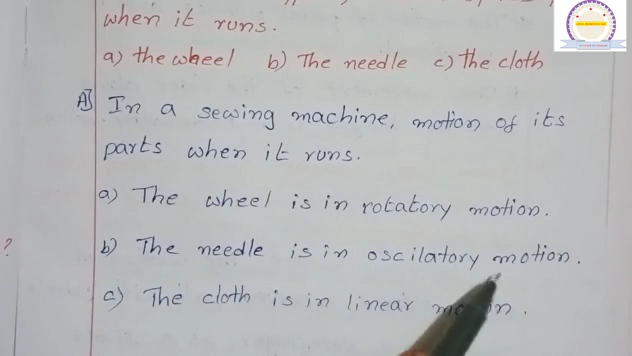 when it runs.
a) the wheel b) The needle c) the cloth
A] In a sewing machine, motion of its
parts when it runs.
a) The wheel is in rotatory motion.
b) The needle is in oscilatory motion.
?
c) The cloth is in linear